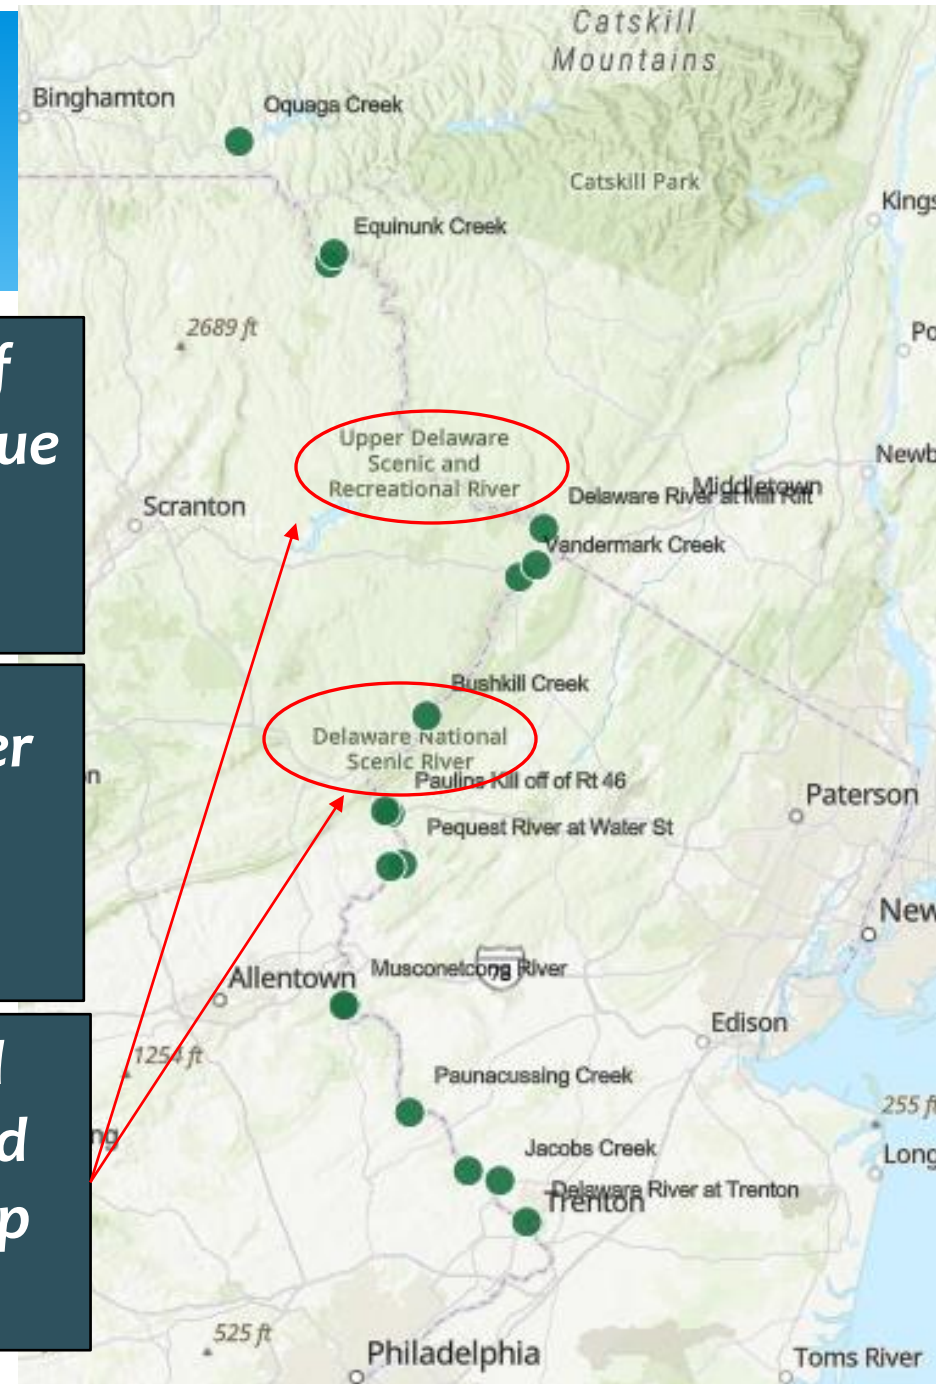 Catskill
Mountains
Binghamton
Oquaga Creek
Catskill Park
Kings
Equinunk Creek
2689 ft
Po
f
ue
Upper Delaware
Scenic and
Recreational River
Newb
Middletown
Delaware River at Mill Rift
Scranton
Vandermark Creek
Bushkill Creek
er
Delaware National
Scenic River
n
Paulins Kill off of Rt 46
Paterson
Pequest River at Water St
New
Allentown
Musconetcong River
78
Edison
l
1254 ft
Paunacussing Creek
255 ft
d
ng
Jacobs Creek
Long
Delaware River at Trenton
Trenton
p
525 ft
Philadelphia
Toms River